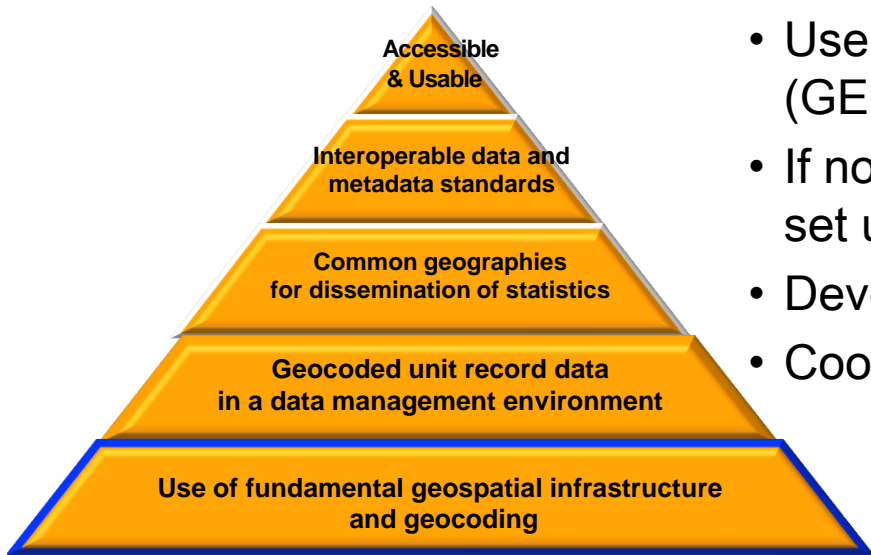 Accessible
& Usable
Interoperable data and
metadata standards
Common geographies
for dissemination of statistics
Geocoded unit record data
in a data management environment
Use of fundamental geospatial infrastructure
and geocoding
• Use
(GE
• If no
set u
• Deve
• Coo